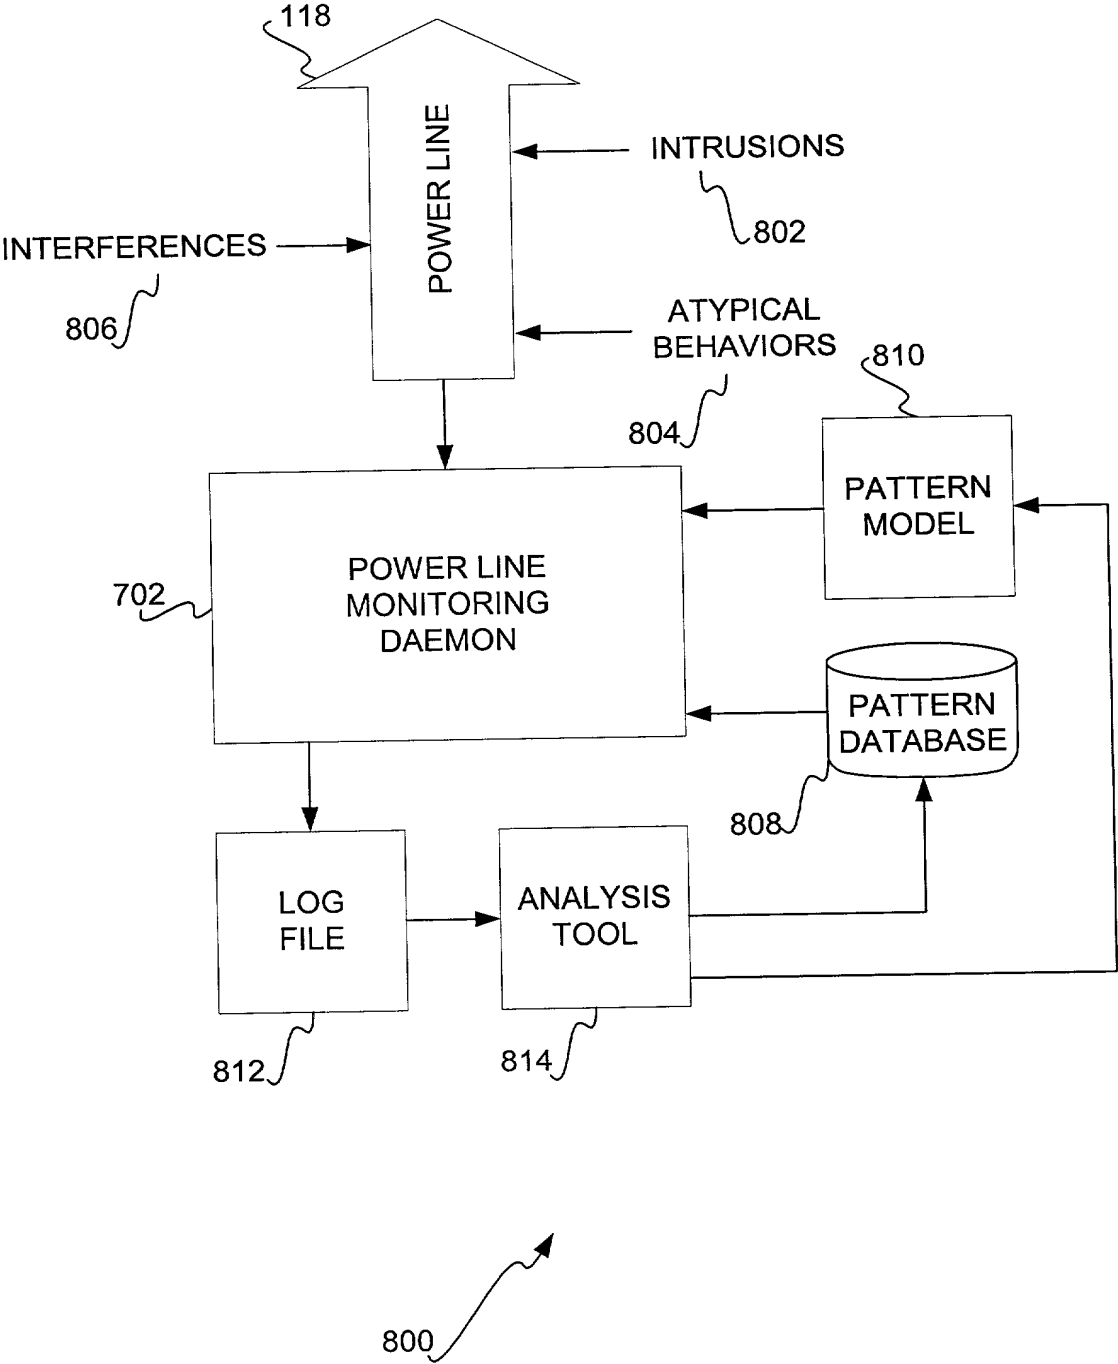 118
POWER LINE
INTRUSIONS
802
INTERFERENCES
806
ATYPICAL
BEHAVIORS
804
810
PATTERN
MODEL
702
POWER LINE
MONITORING
DAEMON
PATTERN
DATABASE
808
LOG
FILE
ANALYSIS
TOOL
812
814
800